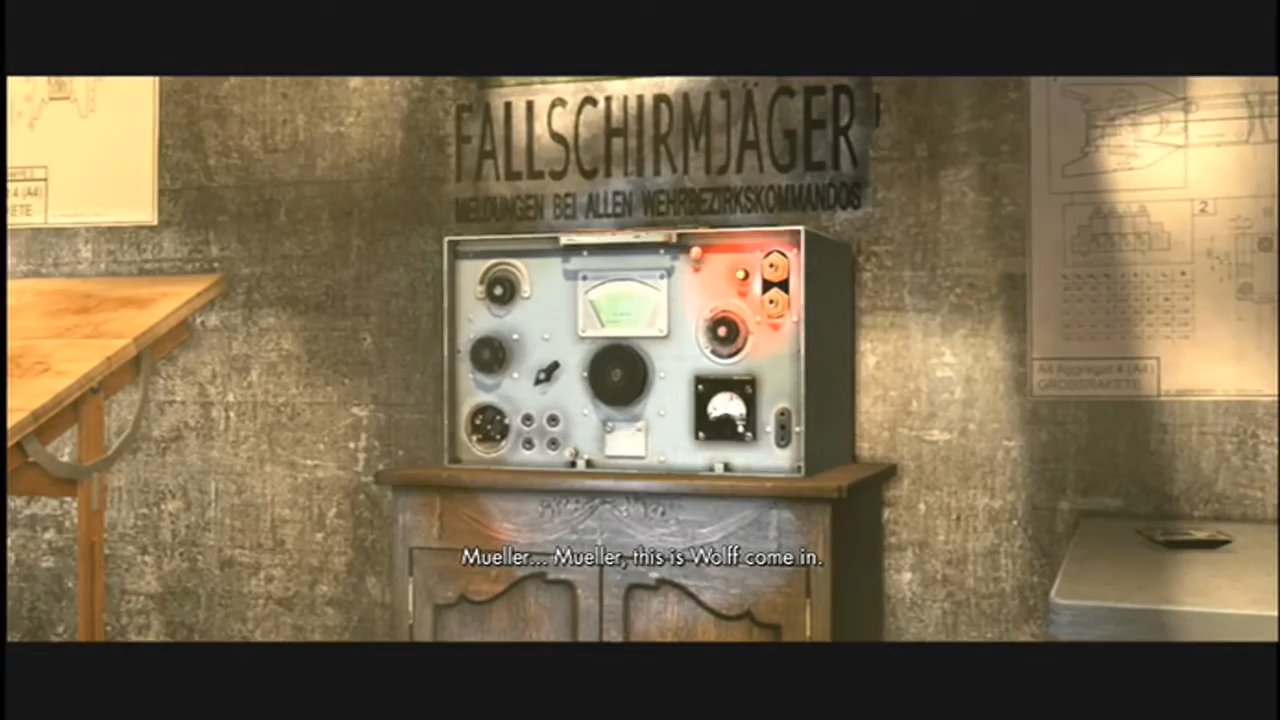 FALLSCHIRMJÄGER
MELDUNGEN BEI ALLEN WEHRBEZIRKSKOMMANDOS
2
A4 Aggregat 4 (A4)
GROSSRAKETE
Mueller... Mueller, this is Wolff come in.